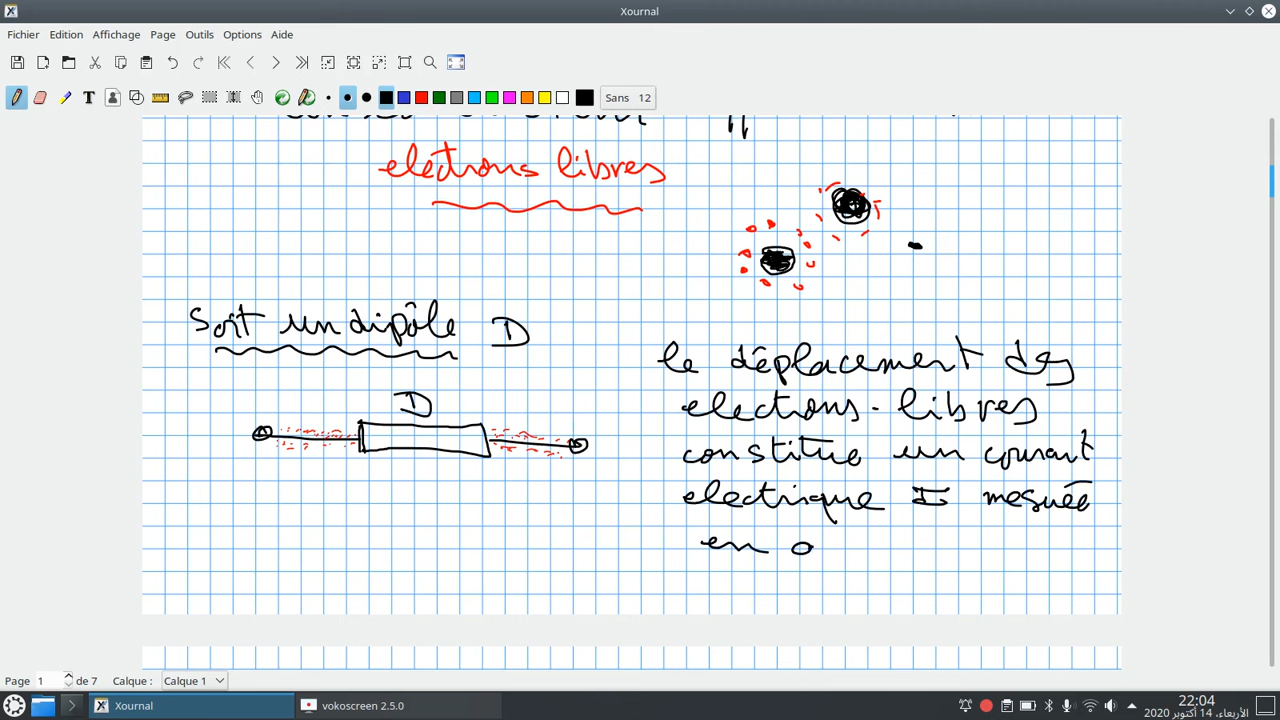 Xournal
Fichier Edition Affichage Page Outils Options Aide
Sans 12
electrons libres
Soit un dipôle D
D
le déplacement des
electrons libres
constitue un courant
electrique I mesuée
en a
Page 1 de 7 Calque : Calque 1
Xournal vokoscreen 2.5.0
22:04
الأربعاء, 14 أكتوبر 2020